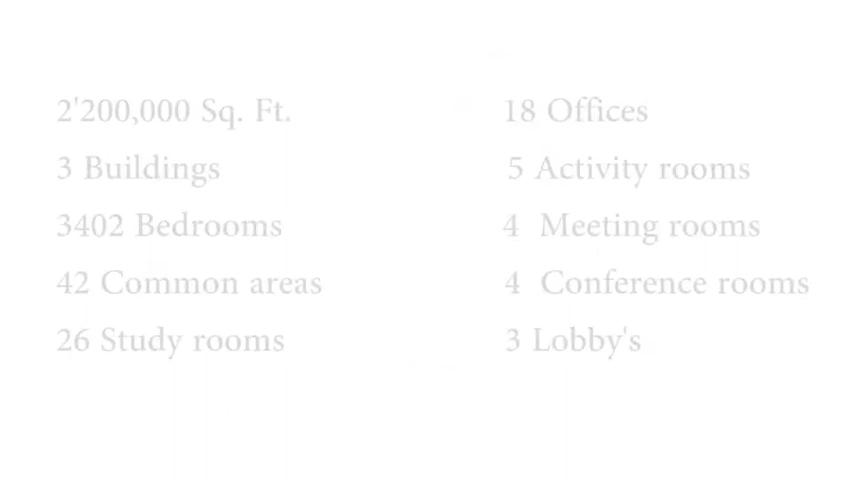 2'200,000 Sq. Ft.
3 Buildings
3402 Bedrooms
42 Common areas
26 Study rooms
18 Offices
5 Activity rooms
4 Meeting rooms
4 Conference rooms
3 Lobby's